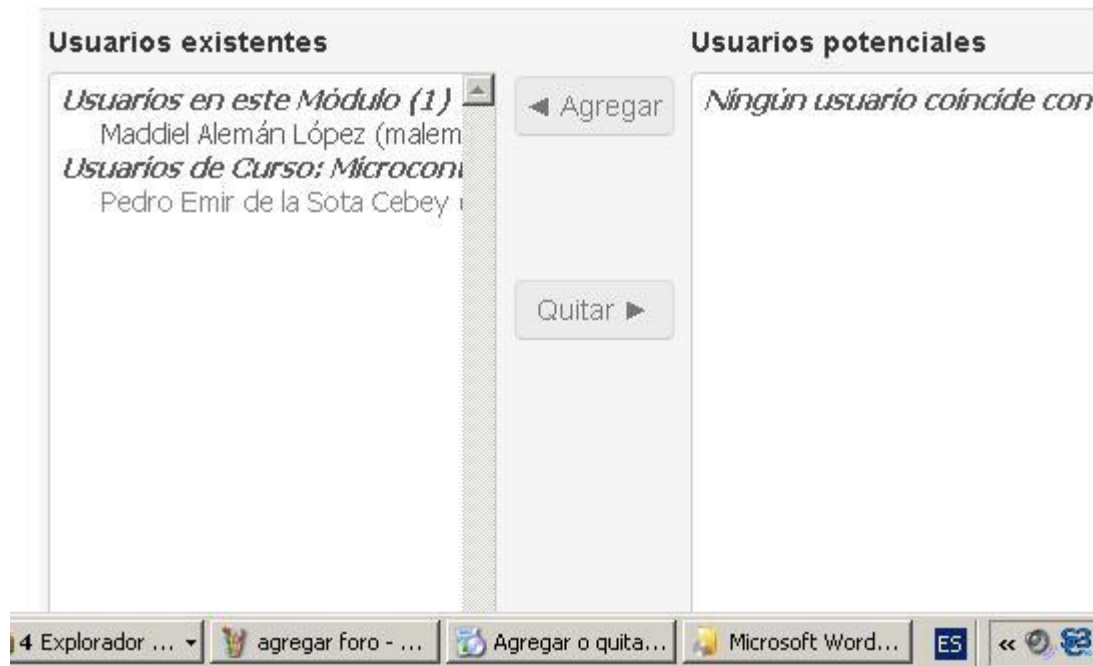 Usuarios existentes
Usuarios potenciales
Usuarios en este Módulo (1)
Maddiel Alemán López (malem
Usuarios de Curso: Microcon
Pedro Emir de la Sota Cebey
◄ Agregar
Quitar ►
Ningún usuario coincide con
4 Explorador ...
agregar foro - ...
Agregar o quita...
Microsoft Word...
ES
«